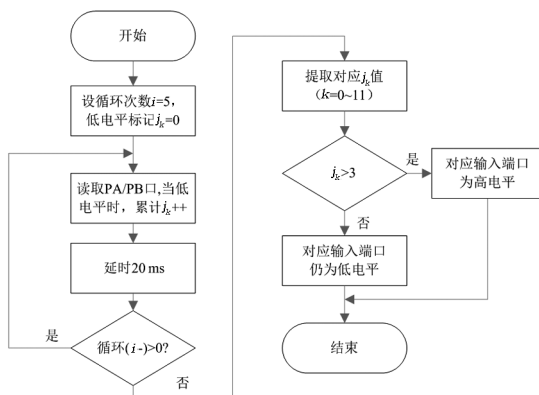 开始
设循环次数i=5，
低电平标记jk=0
读取PA/PB口,当低
电平时，累计jk++
延时20 ms
循环(i-)>0?
是
否
提取对应jk值
（k=0~11）
jk>3
是
否
对应输入端口
为高电平
对应输入端口
仍为低电平
结束